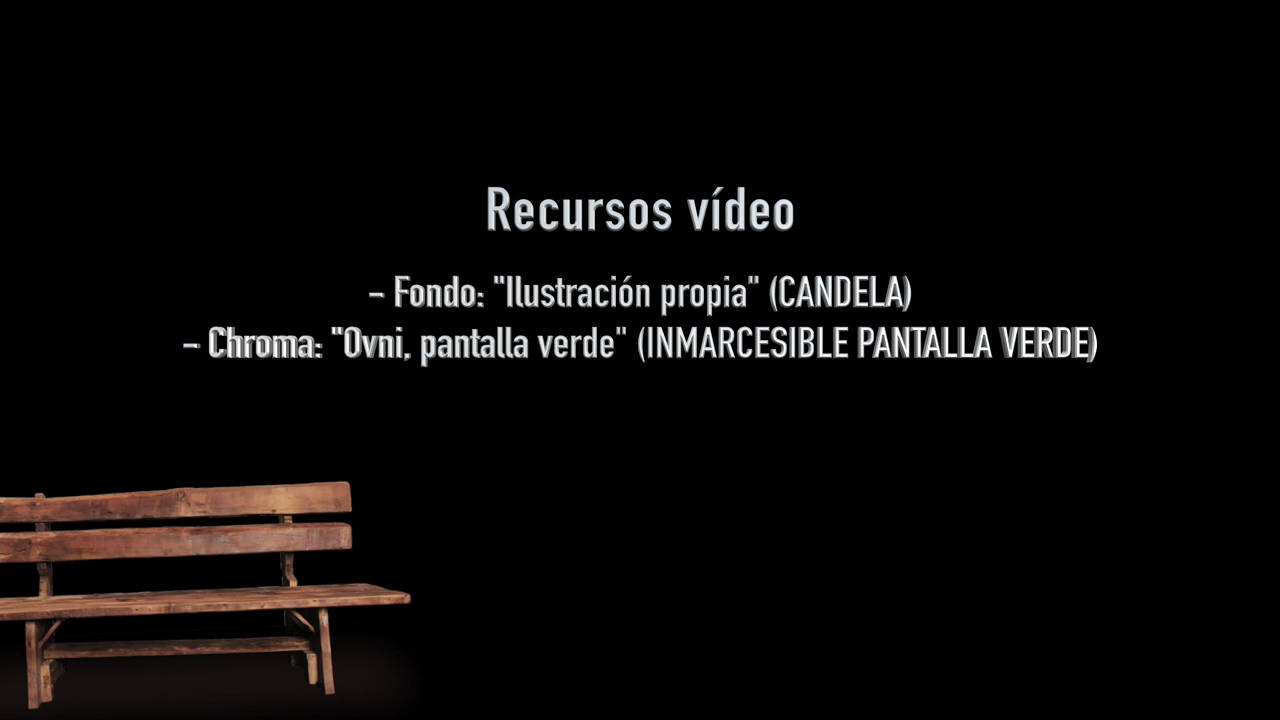 Recursos vídeo
- Fondo: "Ilustración propia" (CANDELA)
- Chroma: "Ovni, pantalla verde" (INMARCESIBLE PANTALLA VERDE)